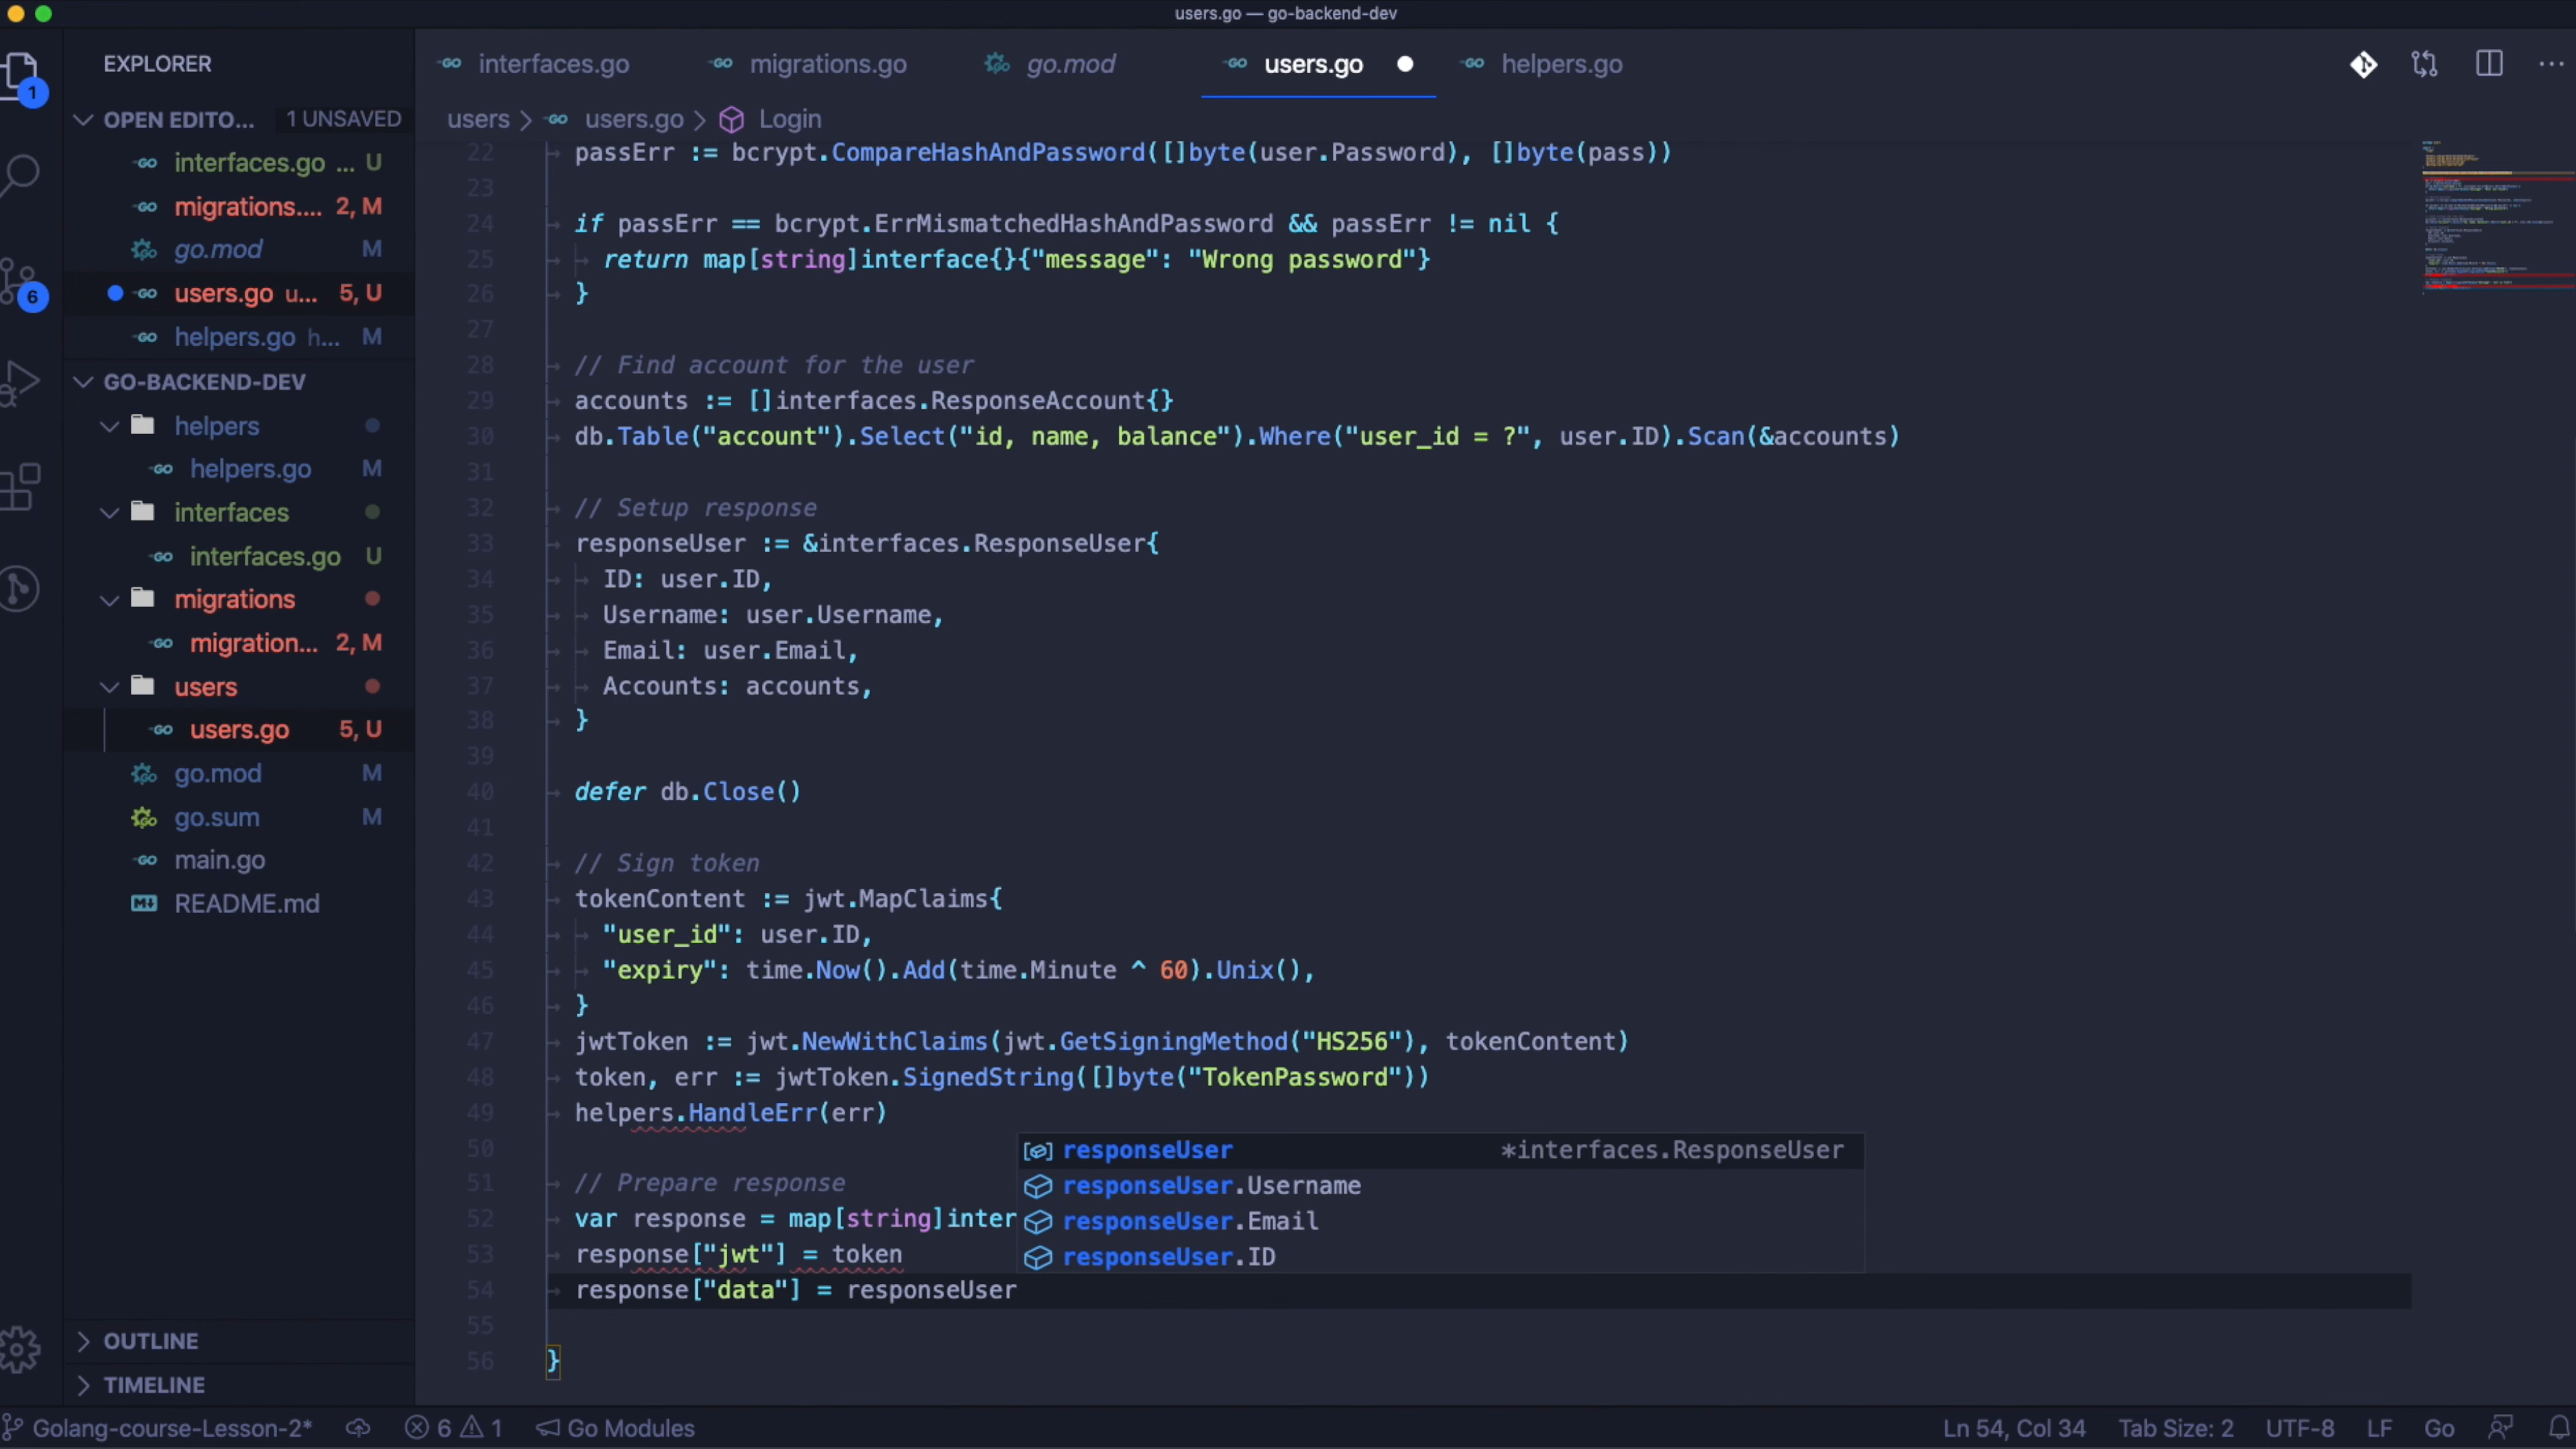 users.go — go-backend-dev
EXPLORER
interfaces.go
migrations.go
go.mod
users.go
helpers.go
OPEN EDITO... 1 UNSAVED
interfaces.go ... U
migrations.... 2, M
go.mod M
users.go u... 5, U
helpers.go h... M
GO-BACKEND-DEV
helpers
helpers.go M
interfaces
interfaces.go U
migrations
migration... 2, M
users
users.go 5, U
go.mod M
go.sum M
main.go
README.md
OUTLINE
TIMELINE
1
6
users > users.go > Login
22 passErr := bcrypt.CompareHashAndPassword([]byte(user.Password), []byte(pass))
23
24 if passErr == bcrypt.ErrMismatchedHashAndPassword && passErr != nil {
25 return map[string]interface{}{"message": "Wrong password"}
26 }
27
28 // Find account for the user
29 accounts := []interfaces.ResponseAccount{}
30 db.Table("account").Select("id, name, balance").Where("user_id = ?", user.ID).Scan(&accounts)
31
32 // Setup response
33 responseUser := &interfaces.ResponseUser{
34 ID: user.ID,
35 Username: user.Username,
36 Email: user.Email,
37 Accounts: accounts,
38 }
39
40 defer db.Close()
41
42 // Sign token
43 tokenContent := jwt.MapClaims{
44 "user_id": user.ID,
45 "expiry": time.Now().Add(time.Minute ^ 60).Unix(),
46 }
47 jwtToken := jwt.NewWithClaims(jwt.GetSigningMethod("HS256"), tokenContent)
48 token, err := jwtToken.SignedString([]byte("TokenPassword"))
49 helpers.HandleErr(err)
50
51 // Prepare response
52 var response = map[string]inter
53 response["jwt"] = token
54 response["data"] = responseUser
55
56 }
responseUser *interfaces.ResponseUser
responseUser.Username
responseUser.Email
responseUser.ID
Golang-course-Lesson-2* 6 1 Go Modules
Ln 54, Col 34 Tab Size: 2 UTF-8 LF Go